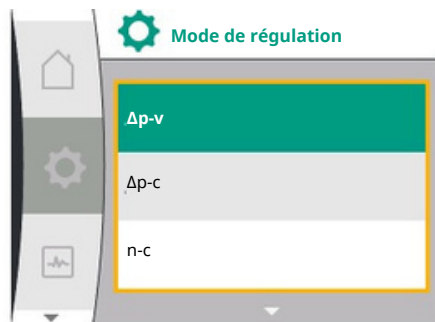 Mode de régulation
Δp-v
Δp-c
n-c